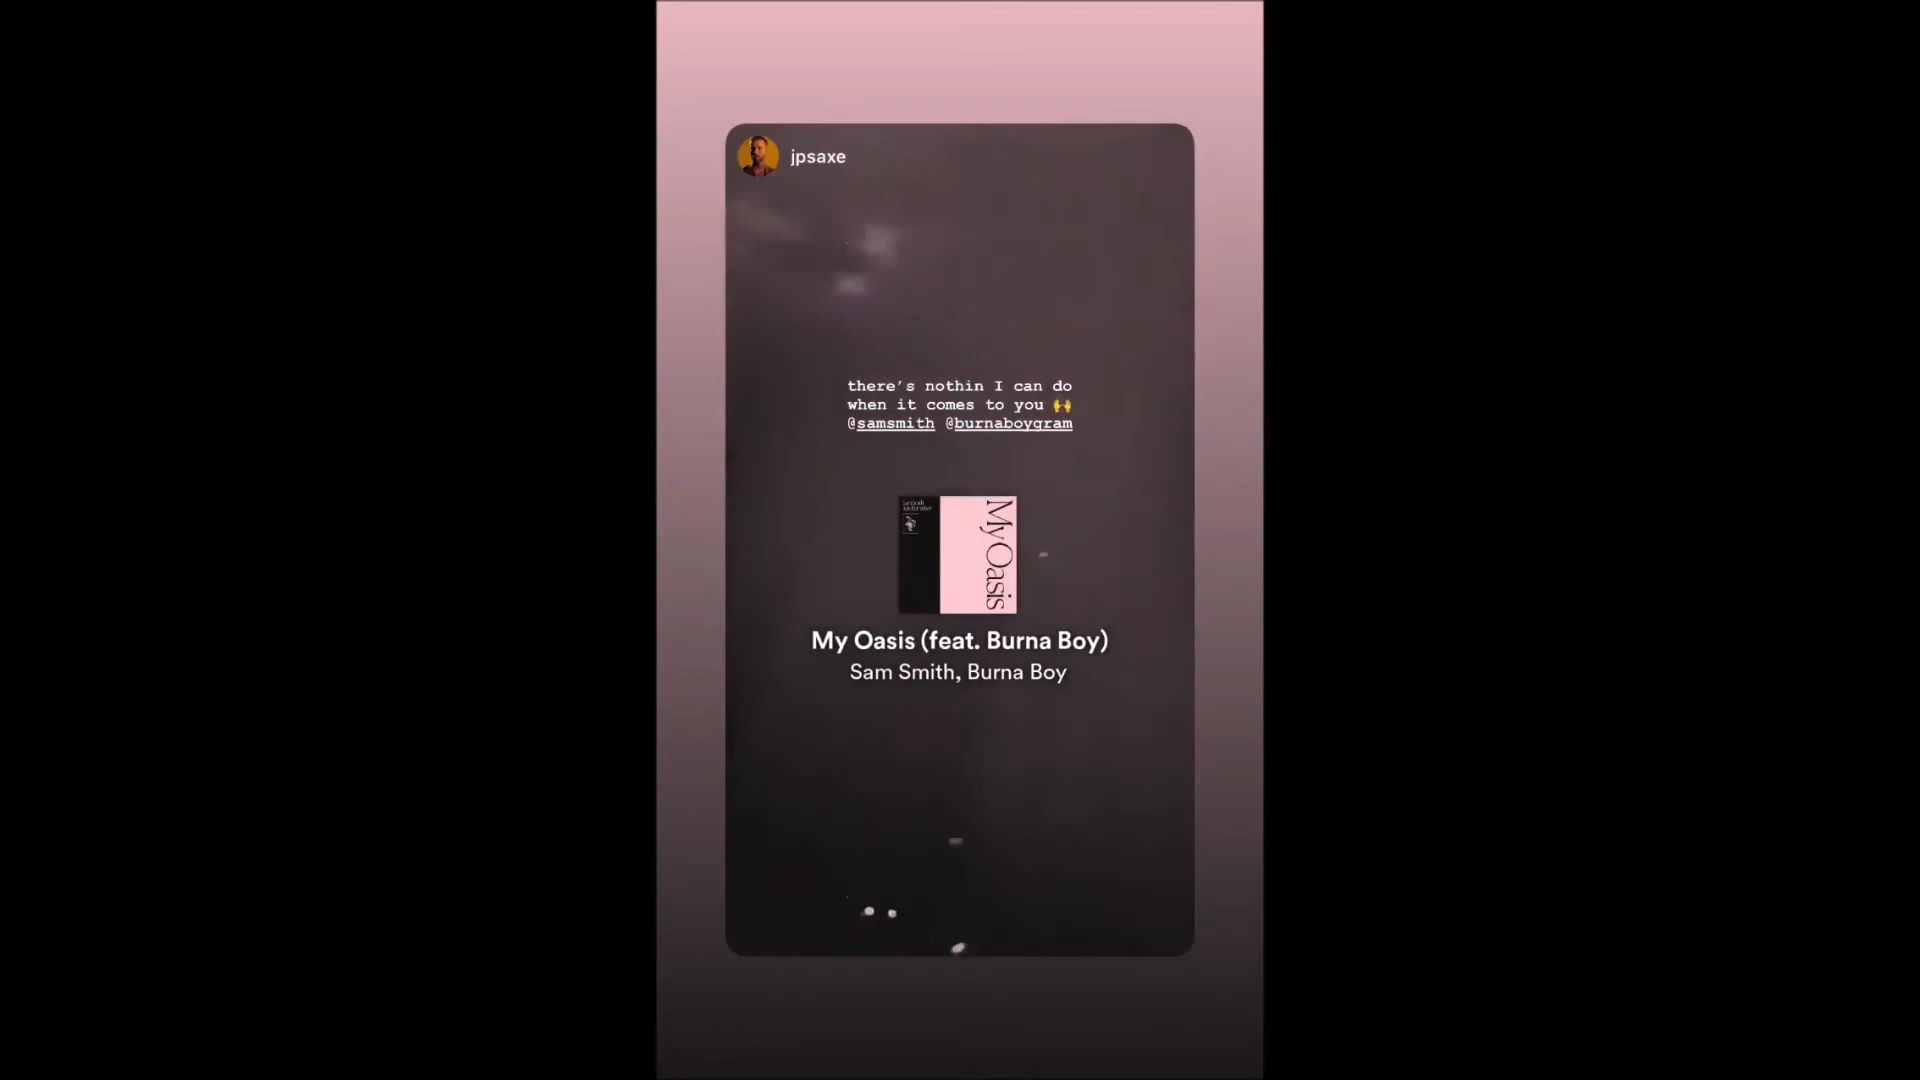 jpsaxe
there's nothin I can do
when it comes to you 🙌
@samsmith @burnaboygram
My Oasis
My Oasis (feat. Burna Boy)
Sam Smith, Burna Boy